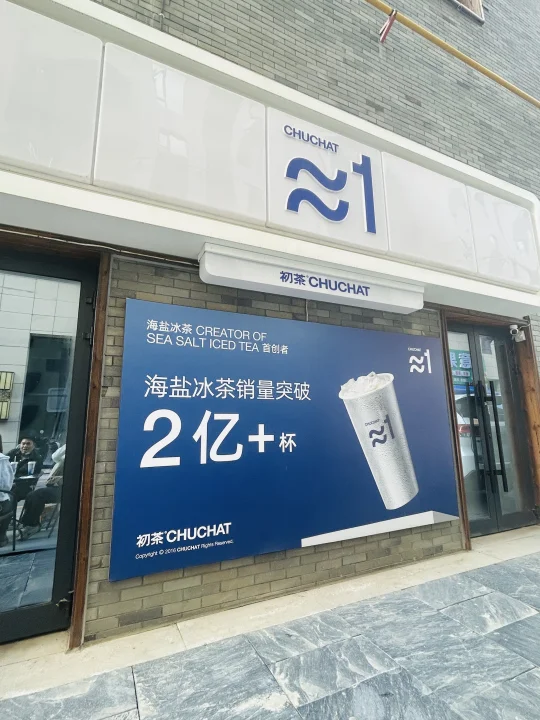 CHUCHAT
≈1
初茶 CHUCHAT
海盐冰茶 CREATOR OF
SEA SALT ICED TEA 首创者
CHUCHAT
≈1
海盐冰茶销量突破
2亿+杯
CHUCHAT
≈1
初茶 CHUCHAT
Copyright © 2016 CHUCHAT Rights Reserved.